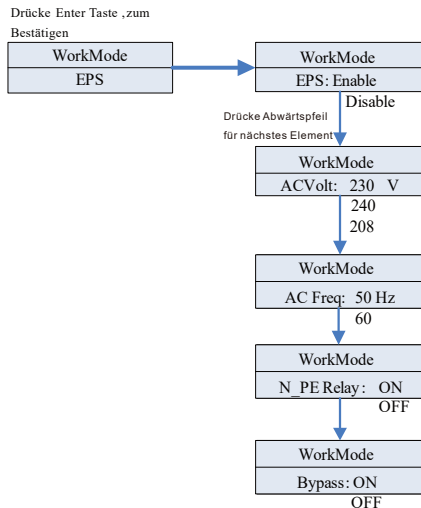 Drücke Enter Taste ,zum
Bestätigen
WorkMode
EPS
WorkMode
EPS: Enable
Disable
Drücke Abwärtspfeil
für nächstes Element
WorkMode
ACVolt: 230 V
240
208
WorkMode
AC Freq: 50 Hz
60
WorkMode
N_PE Relay: ON
OFF
WorkMode
Bypass: ON
OFF